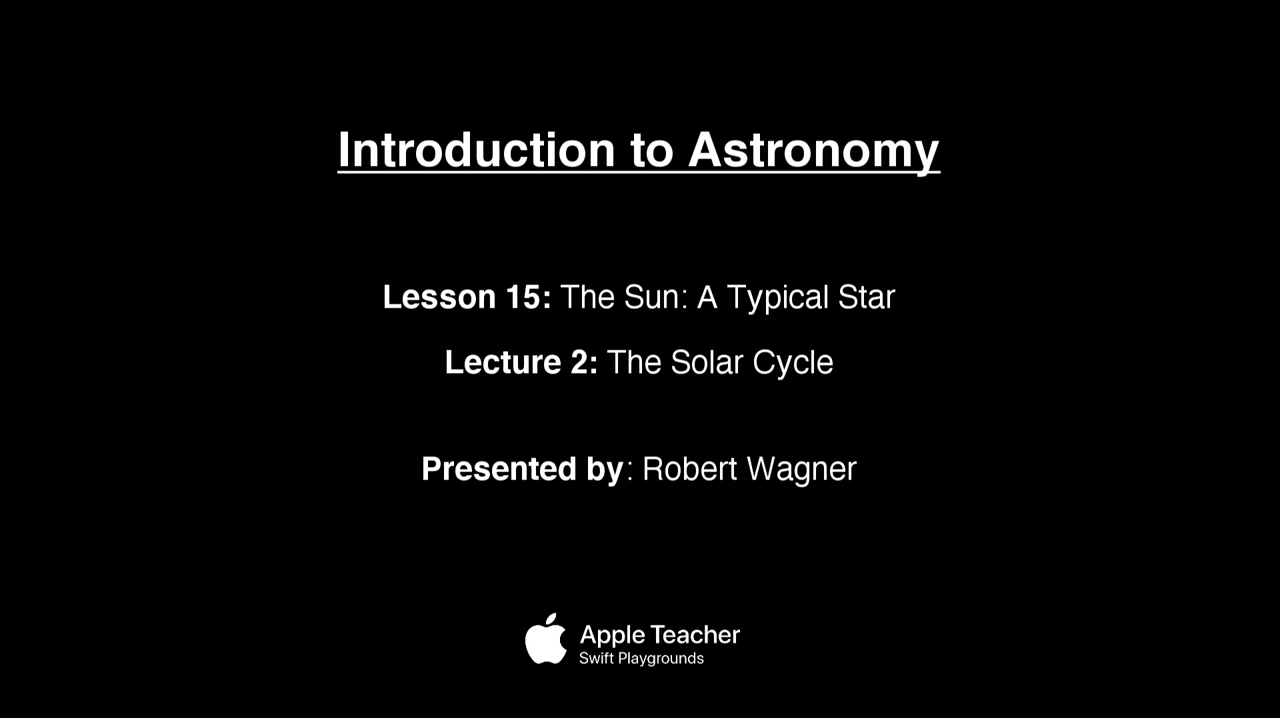 Introduction to Astronomy
Lesson 15: The Sun: A Typical Star
Lecture 2: The Solar Cycle
Presented by: Robert Wagner
Apple Teacher
Swift Playgrounds